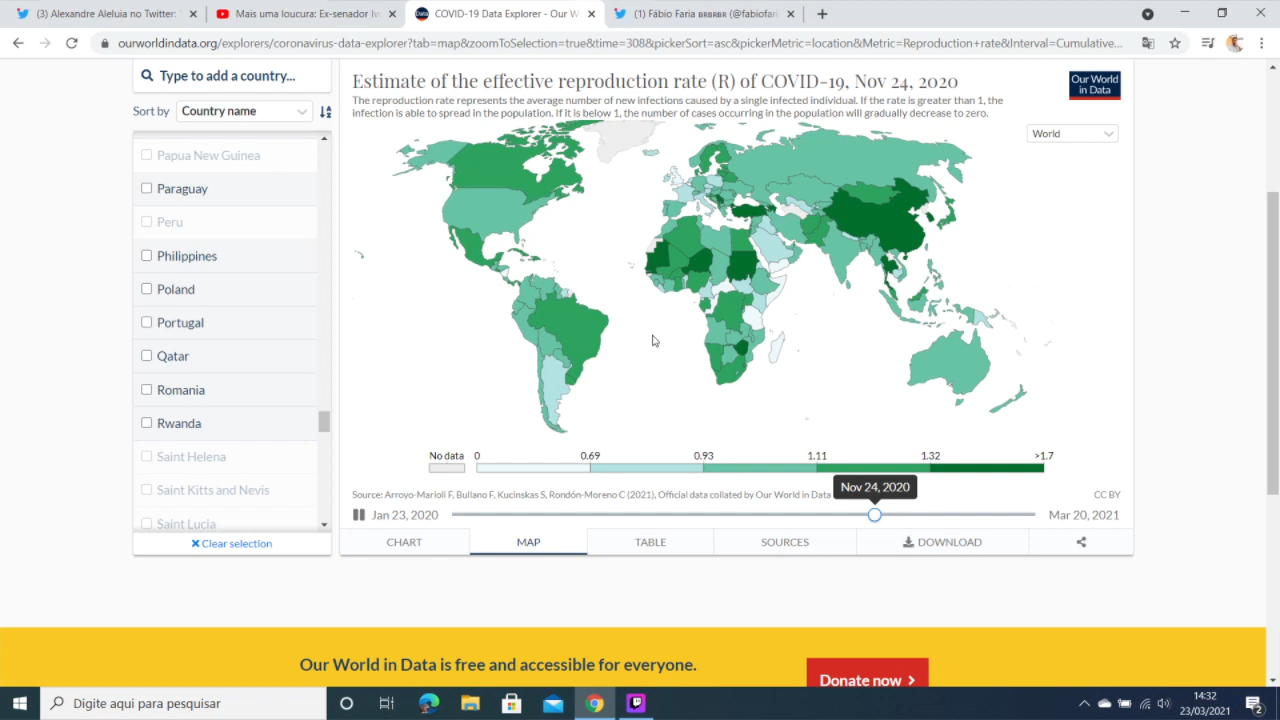 (3) Alexandre Aleluia no Twitter:
Mais uma loucura: Ex-senador Iv
COVID-19 Data Explorer - Our W
(1) Fábio Faria ʙʀʙʀʙʀ (@fabiofari
ourworldindata.org/explorers/coronavirus-data-explorer?tab=map&zoomToSelection=true&time=308&pickerSort=asc&pickerMetric=location&Metric=Reproduction+rate&Interval=Cumulative...
Type to add a country...
Sort by Country name
Papua New Guinea
Paraguay
Peru
Philippines
Poland
Portugal
Qatar
Romania
Rwanda
Saint Helena
Saint Kitts and Nevis
Saint Lucia
Clear selection
Estimate of the effective reproduction rate (R) of COVID-19, Nov 24, 2020
The reproduction rate represents the average number of new infections caused by a single infected individual. If the rate is greater than 1, the
infection is able to spread in the population. If it is below 1, the number of cases occurring in the population will gradually decrease to zero.
Our World
in Data
World
No data 0 0.69 0.93 1.11 1.32 >1.7
Nov 24, 2020
Source: Arroyo-Marioli F, Bullano F, Kucinskas S, Rondón-Moreno C (2021), Official data collated by Our World in Data
CC BY
Jan 23, 2020
Mar 20, 2021
CHART MAP TABLE SOURCES DOWNLOAD
Our World in Data is free and accessible for everyone.
Donate now
Digite aqui para pesquisar
14:32
23/03/2021
2